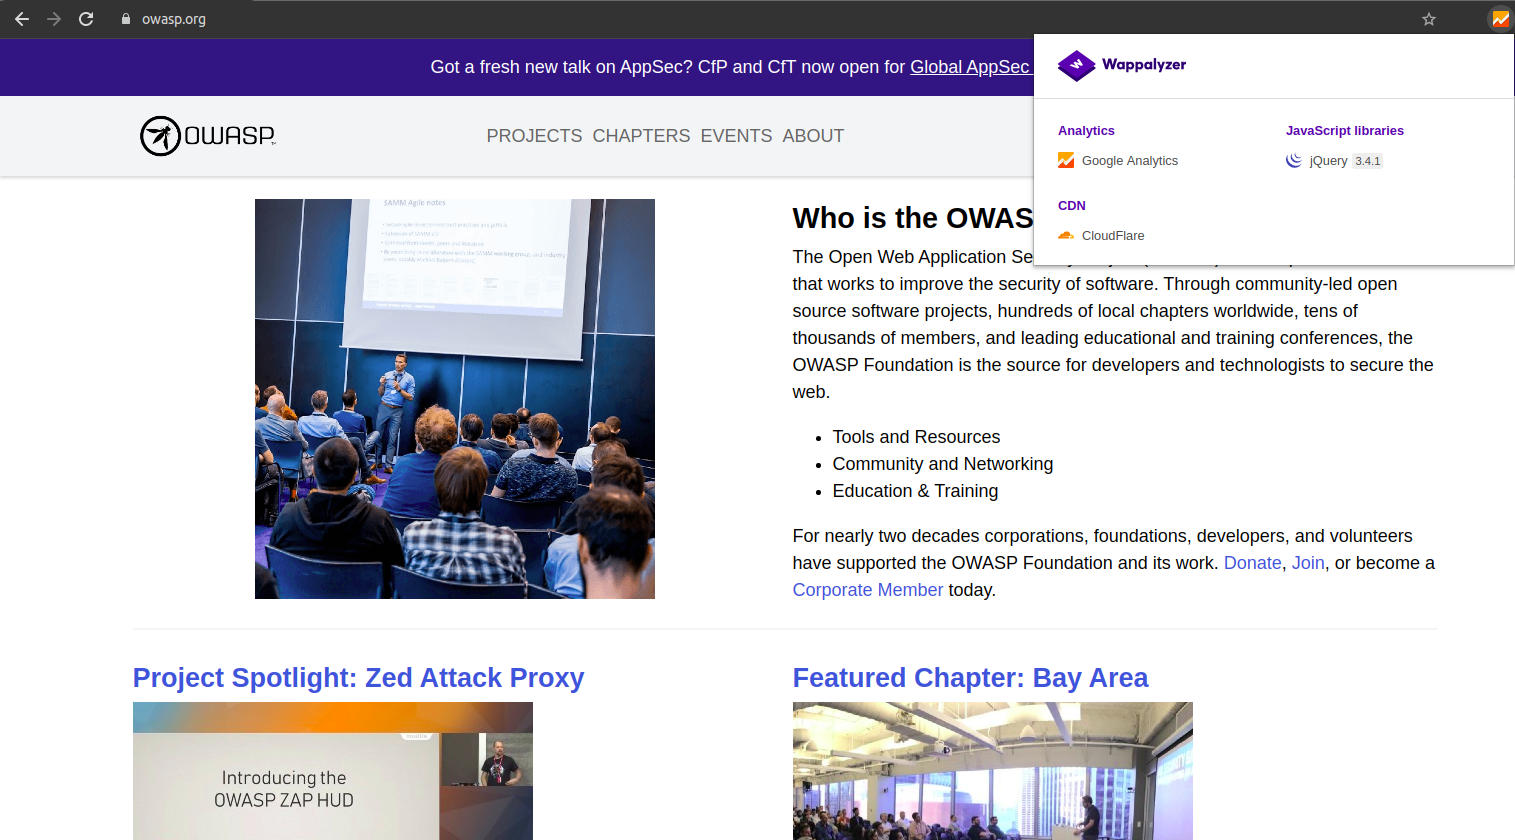 owasp.org
Got a fresh new talk on AppSec? CfP and CfT now open for Global AppSec
Wappalyzer
OWASP
PROJECTS CHAPTERS EVENTS ABOUT
Analytics
JavaScript libraries
Google Analytics
jQuery 3.4.1
CDN
CloudFlare
SAMM Agile notes
Who is the OWAS
The Open Web Application Se
that works to improve the security of software. Through community-led open
source software projects, hundreds of local chapters worldwide, tens of
thousands of members, and leading educational and training conferences, the
OWASP Foundation is the source for developers and technologists to secure the
web.
Tools and Resources
Community and Networking
Education & Training
For nearly two decades corporations, foundations, developers, and volunteers
have supported the OWASP Foundation and its work. Donate, Join, or become a
Corporate Member today.
Project Spotlight: Zed Attack Proxy
Featured Chapter: Bay Area
Introducing the
OWASP ZAP HUD